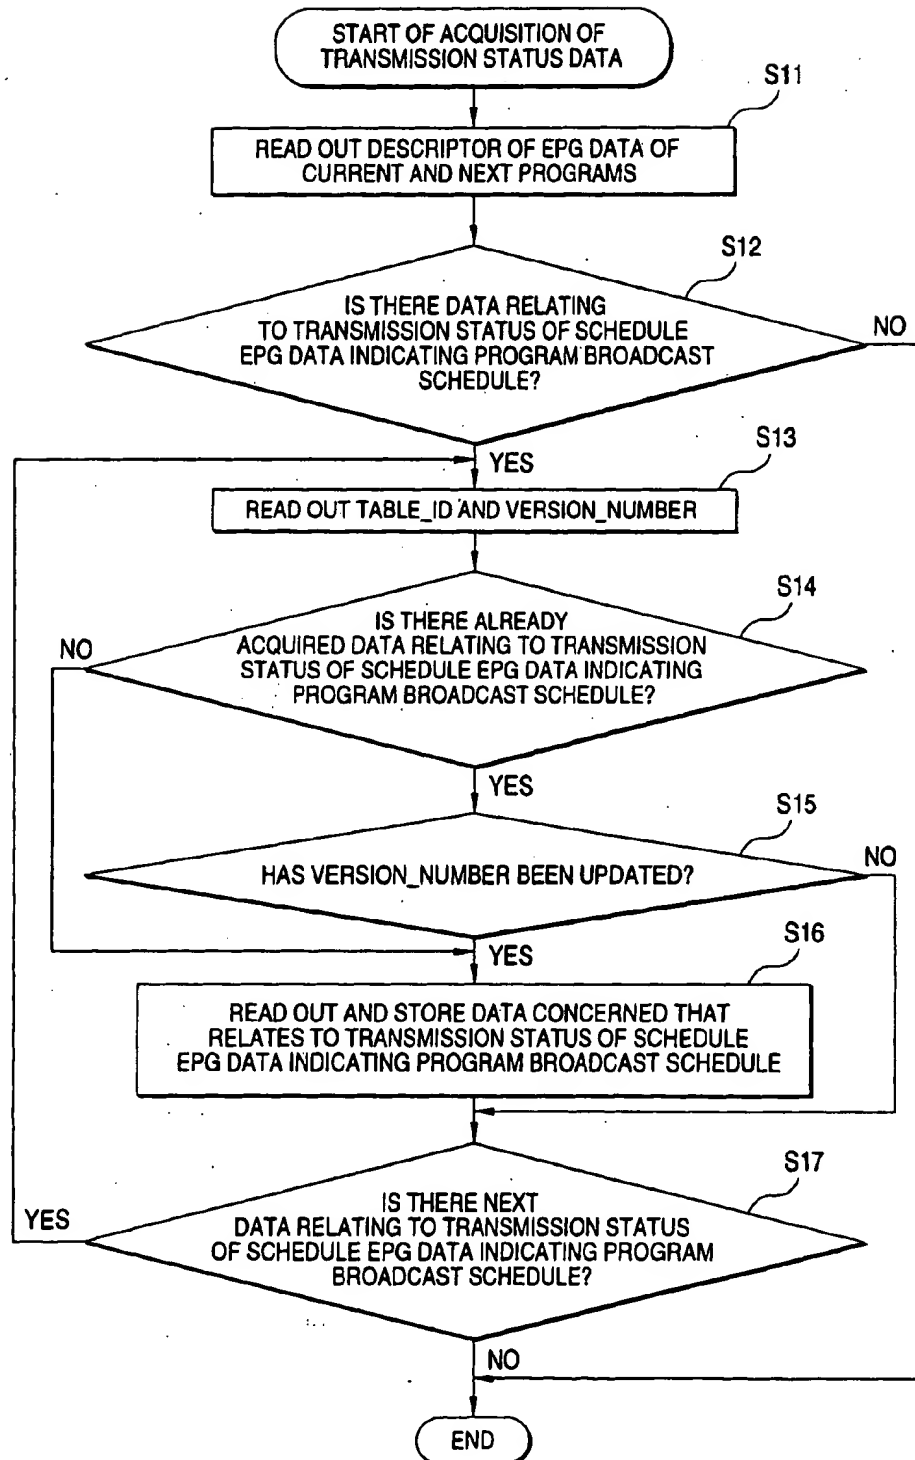 START OF ACQUISITION OF
TRANSMISSION STATUS DATA
S11
READ OUT DESCRIPTOR OF EPG DATA OF
CURRENT AND NEXT PROGRAMS
S12
IS THERE DATA RELATING
TO TRANSMISSION STATUS OF SCHEDULE
EPG DATA INDICATING PROGRAM BROADCAST
SCHEDULE?
NO
YES
S13
READ OUT TABLE_ID AND VERSION_NUMBER
S14
IS THERE ALREADY
ACQUIRED DATA RELATING TO TRANSMISSION
STATUS OF SCHEDULE EPG DATA INDICATING
PROGRAM BROADCAST SCHEDULE?
NO
YES
S15
HAS VERSION_NUMBER BEEN UPDATED?
NO
YES
S16
READ OUT AND STORE DATA CONCERNED THAT
RELATES TO TRANSMISSION STATUS OF SCHEDULE
EPG DATA INDICATING PROGRAM BROADCAST SCHEDULE
S17
IS THERE NEXT
DATA RELATING TO TRANSMISSION STATUS
OF SCHEDULE EPG DATA INDICATING PROGRAM
BROADCAST SCHEDULE?
YES
NO
END